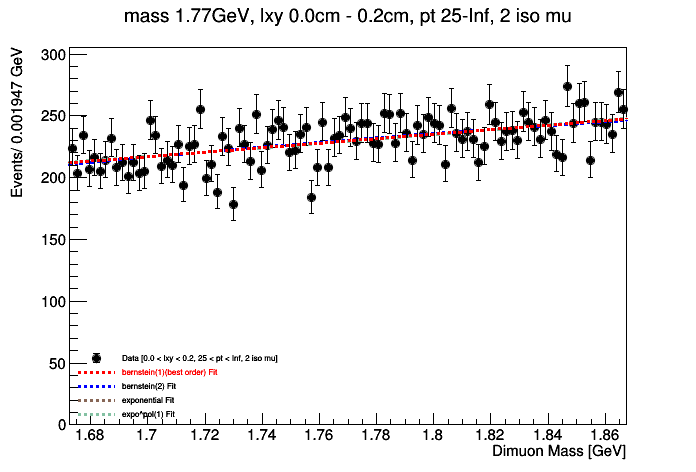 mass 1.77GeV, lxy 0.0cm - 0.2cm, pt 25-Inf, 2 iso mu
Events/ 0.001947 GeV
300
250
200
150
100
50
0
Data [0.0 < lxy < 0.2, 25 < pt < Inf, 2 iso mu]
bernstein(1)(best order) Fit
bernstein(2) Fit
exponential Fit
expo*pol(1) Fit
1.68 1.7 1.72 1.74 1.76 1.78 1.8 1.82 1.84 1.86
Dimuon Mass [GeV]